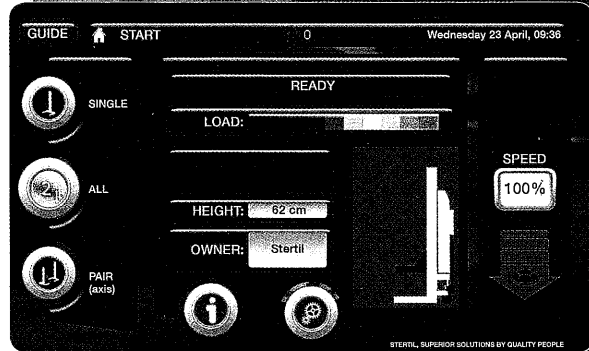 GUIDE START 0 Wednesday 23 April, 09:36
READY
SINGLE
LOAD:
SPEED
100%
ALL
HEIGHT: 62 cm
OWNER: Stertil
PAIR
(axis)
STERTIL, SUPERIOR SOLUTIONS BY QUALITY PEOPLE